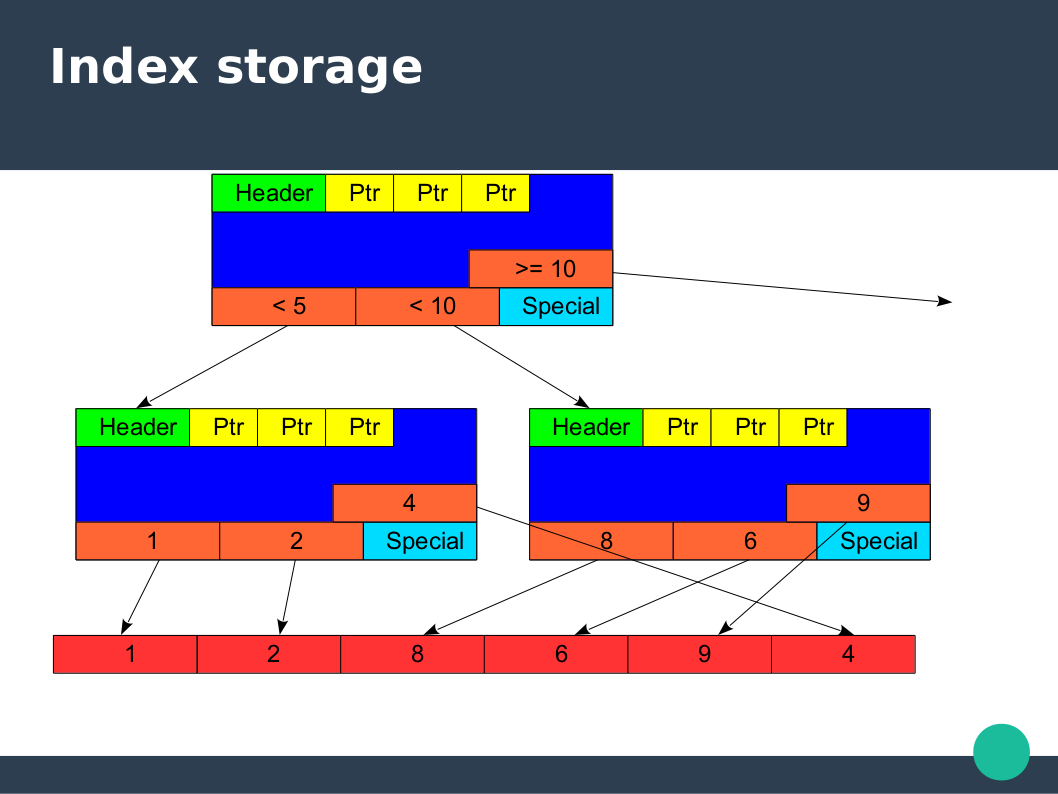 Index storage
Header Ptr Ptr Ptr
>= 10
< 5 < 10 Special
Header Ptr Ptr Ptr
4
1 2 Special
Header Ptr Ptr Ptr
9
8 6 Special
1 2 8 6 9 4